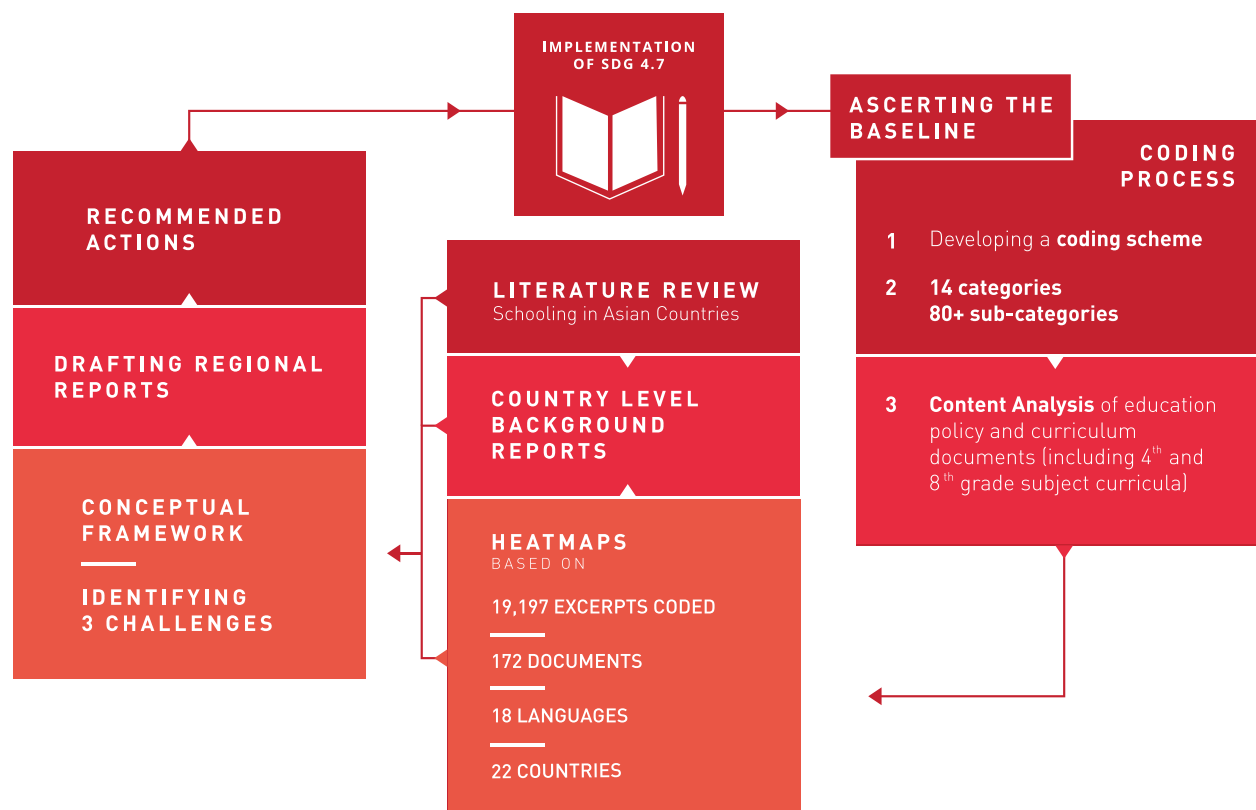 IMPLEMENTATION
OF SDG 4.7
ASCERTING THE
BASELINE
CODING
PROCESS
1 Developing a coding scheme
2 14 categories
80+ sub-categories
3 Content Analysis of education
policy and curriculum
documents (including 4th and
8th grade subject curricula)
LITERATURE REVIEW
Schooling in Asian Countries
COUNTRY LEVEL
BACKGROUND
REPORTS
HEATMAPS
BASED ON
19,197 EXCERPTS CODED
172 DOCUMENTS
18 LANGUAGES
22 COUNTRIES
RECOMMENDED
ACTIONS
DRAFTING REGIONAL
REPORTS
CONCEPTUAL
FRAMEWORK
IDENTIFYING
3 CHALLENGES